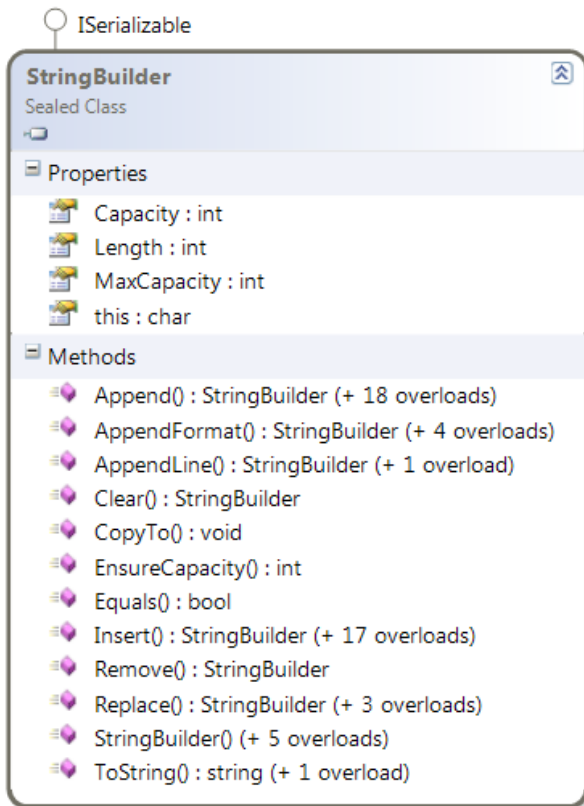 ISerializable
StringBuilder
Sealed Class
Properties
Capacity : int
Length : int
MaxCapacity : int
this : char
Methods
Append() : StringBuilder (+ 18 overloads)
AppendFormat() : StringBuilder (+ 4 overloads)
AppendLine() : StringBuilder (+ 1 overload)
Clear() : StringBuilder
CopyTo() : void
EnsureCapacity() : int
Equals() : bool
Insert() : StringBuilder (+ 17 overloads)
Remove() : StringBuilder
Replace() : StringBuilder (+ 3 overloads)
StringBuilder() (+ 5 overloads)
ToString() : string (+ 1 overload)